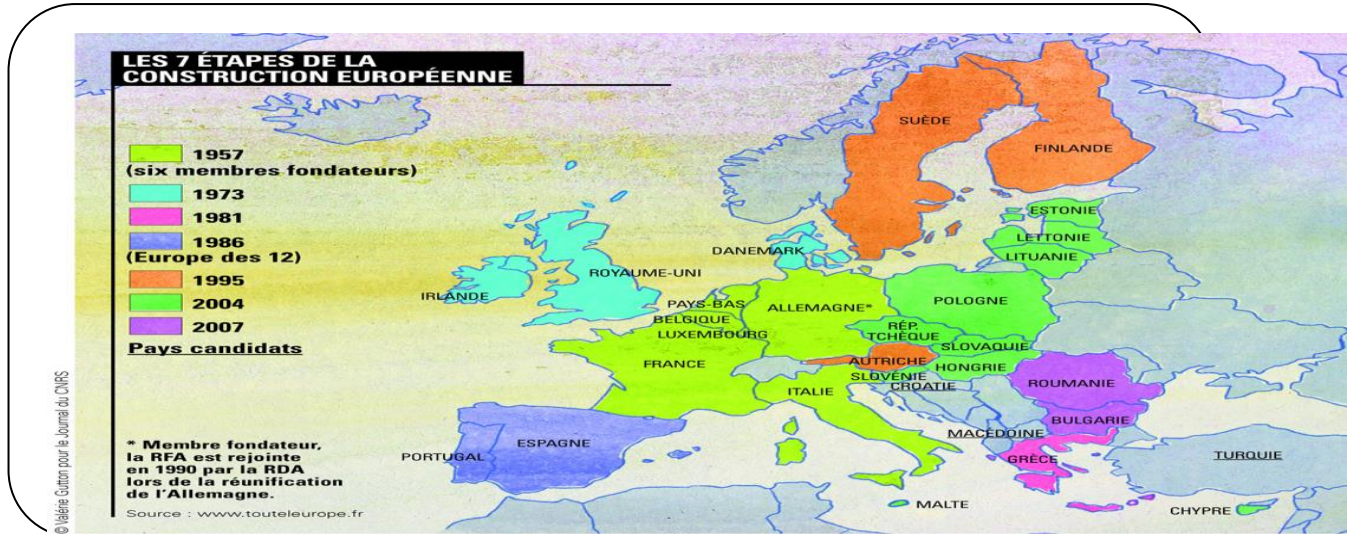 LES 7 ÉTAPES DE LA
CONSTRUCTION EUROPÉENNE
1957
(six membres fondateurs)
1973
1981
1986
(Europe des 12)
1995
2004
2007
Pays candidats
* Membre fondateur,
la RFA est rejointe
en 1990 par la RDA
lors de la réunification
de l'Allemagne.
Source : www.touteleurope.fr
© Valérie Gutton pour le Journal du CNRS
SUÈDE
FINLANDE
ESTONIE
LETTONIE
LITUANIE
DANEMARK
ROYAUME-UNI
IRLANDE
PAYS-BAS
ALLEMAGNE*
POLOGNE
BELGIQUE
LUXEMBOURG
RÉP.
TCHÈQUE
SLOVAQUIE
FRANCE
AUTRICHE
HONGRIE
SLOVÉNIE
CROATIE
ITALIE
ROUMANIE
BULGARIE
MACÉDOINE
ESPAGNE
PORTUGAL
GRÈCE
TURQUIE
MALTE
CHYPRE